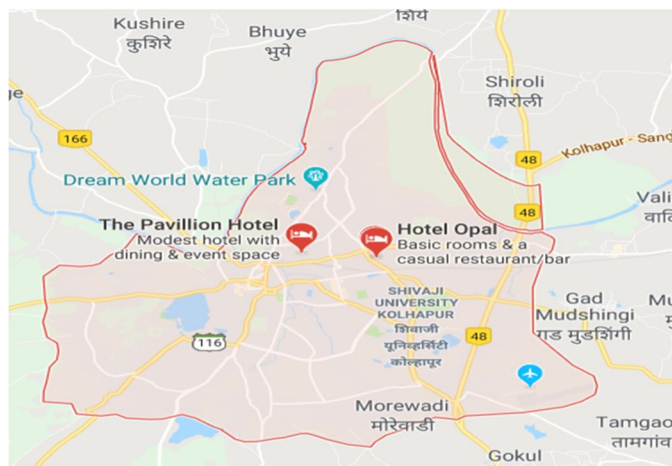 Kushire
कुशिरे
Bhuye
भुये
शिये
ge
166
Shiroli
शिरोली
48
Kolhapur - Sang
Dream World Water Park
48
Vali
The Pavillion Hotel
Modest hotel with
dining & event space
Hotel Opal
Basic rooms & a
casual restaurant/bar
SHIVAJI
UNIVERSITY
KOLHAPUR
शिवाजी
युनिव्हर्सिटी
कोल्हापूर
Gad
Mudshingi
गड मुडशिंगी
116
48
Morewadi
मोरेवाडी
Tamgao
तामगांव
Gokul